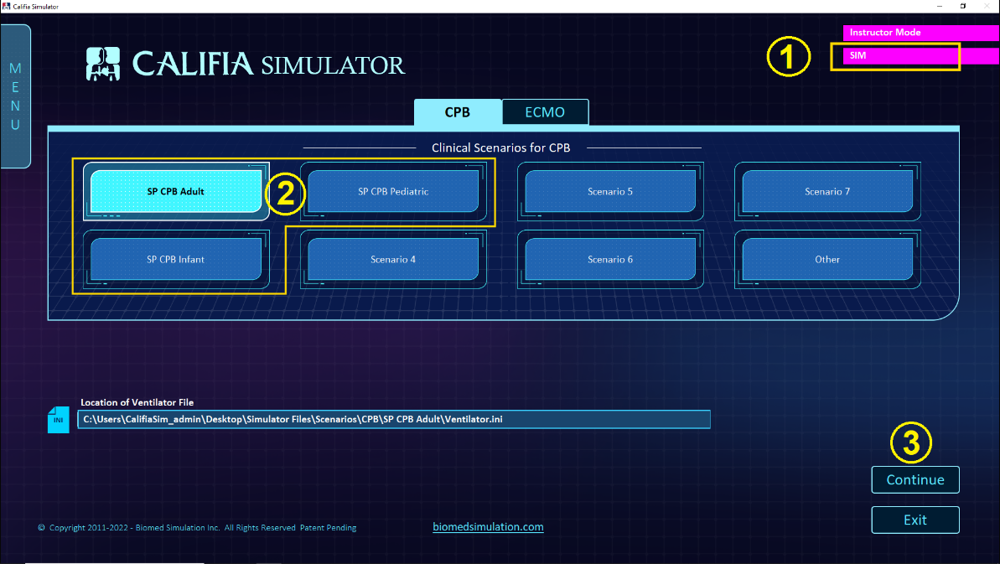 Califia Simulator
MENU
CALIFIA SIMULATOR
1
Instructor Mode
SIM
CPB
ECMO
Clinical Scenarios for CPB
SP CPB Adult
2
SP CPB Pediatric
Scenario 5
Scenario 7
SP CPB Infant
Scenario 4
Scenario 6
Other
Location of Ventilator File
INI
C:\Users\CalifiaSim_admin\Desktop\Simulator Files\Scenarios\CPB\SP CPB Adult\Ventilator.ini
3
Continue
Exit
© Copyright 2011-2022 - Biomed Simulation Inc. All Rights Reserved Patent Pending
biomedsimulation.com